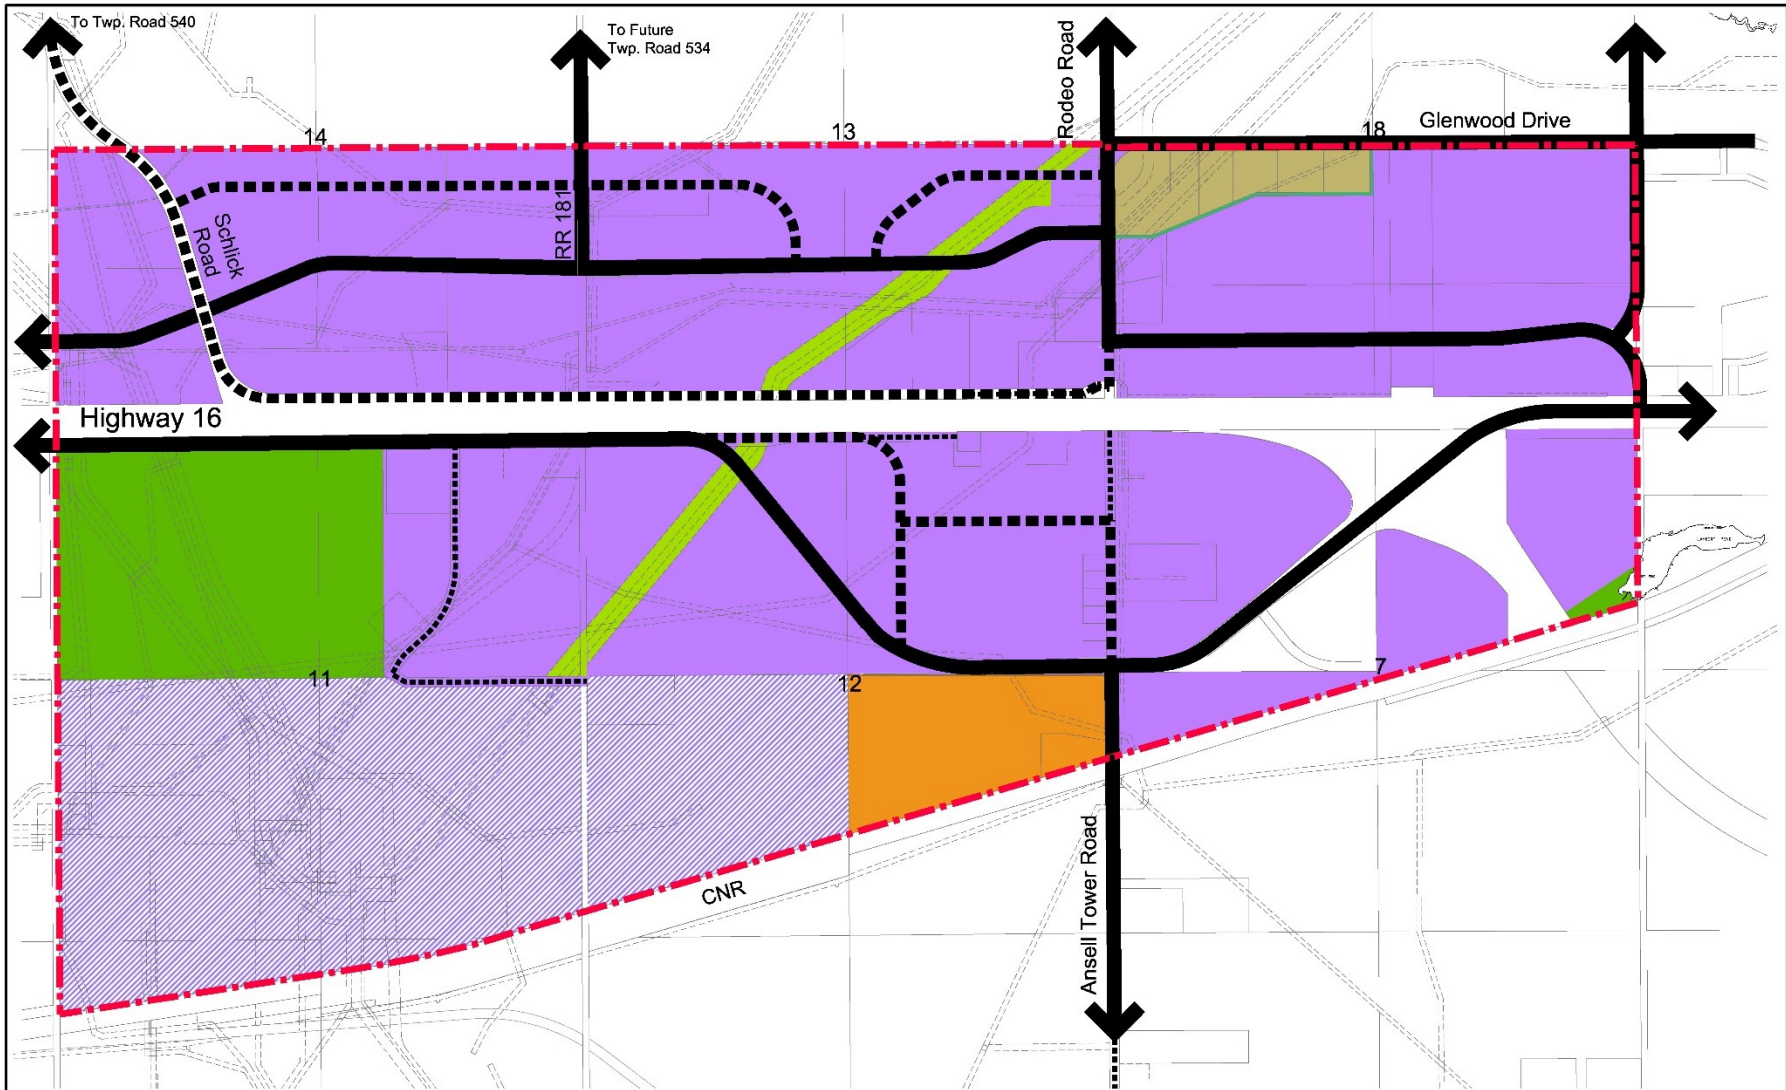 To Twp. Road 540
To Future
Twp. Road 534
Rodeo Road
Glenwood Drive
14
13
18
RR 181
Schlick
Road
Highway 16
11
12
7
CNR
Ansell Tower Road